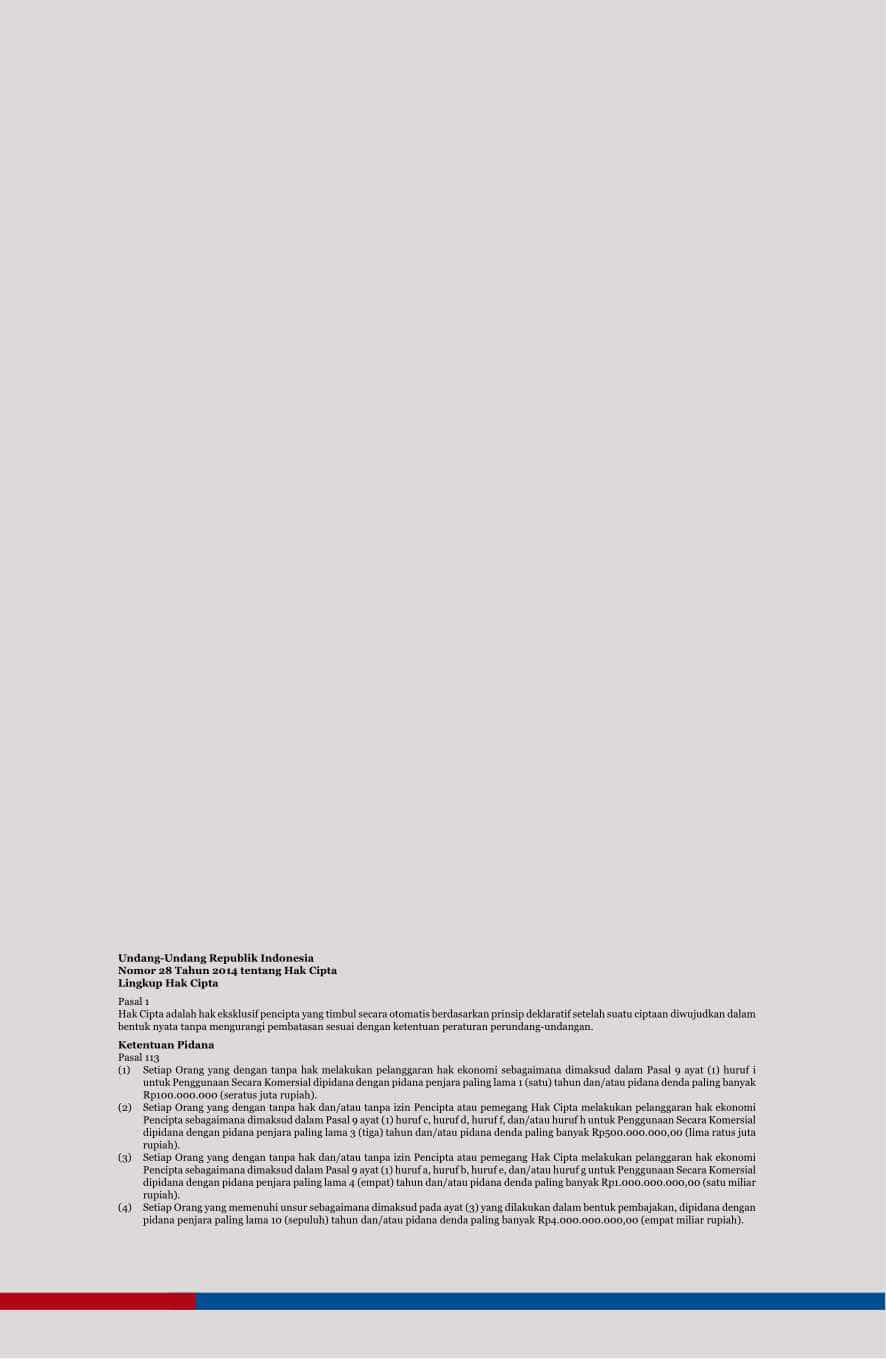 Undang-Undang Republik Indonesia
Nomor 28 Tahun 2014 tentang Hak Cipta
Lingkup Hak Cipta
Pasal 1
Hak Cipta adalah hak eksklusif pencipta yang timbul secara otomatis berdasarkan prinsip deklaratif setelah suatu ciptaan diwujudkan dalam
bentuk nyata tanpa mengurangi pembatasan sesuai dengan ketentuan peraturan perundang-undangan.
Ketentuan Pidana
Pasal 113
(1) Setiap Orang yang dengan tanpa hak melakukan pelanggaran hak ekonomi sebagaimana dimaksud dalam Pasal 9 ayat (1) huruf i
untuk Penggunaan Secara Komersial dipidana dengan pidana penjara paling lama 1 (satu) tahun dan/atau pidana denda paling banyak
Rp100.000.000 (seratus juta rupiah).
(2) Setiap Orang yang dengan tanpa hak dan/atau tanpa izin Pencipta atau pemegang Hak Cipta melakukan pelanggaran hak ekonomi
Pencipta sebagaimana dimaksud dalam Pasal 9 ayat (1) huruf c, huruf d, huruf f, dan/atau huruf h untuk Penggunaan Secara Komersial
dipidana dengan pidana penjara paling lama 3 (tiga) tahun dan/atau pidana denda paling banyak Rp500.000.000,00 (lima ratus juta
rupiah).
(3) Setiap Orang yang dengan tanpa hak dan/atau tanpa izin Pencipta atau pemegang Hak Cipta melakukan pelanggaran hak ekonomi
Pencipta sebagaimana dimaksud dalam Pasal 9 ayat (1) huruf a, huruf b, huruf e, dan/atau huruf g untuk Penggunaan Secara Komersial
dipidana dengan pidana penjara paling lama 4 (empat) tahun dan/atau pidana denda paling banyak Rp1.000.000.000,00 (satu miliar
rupiah).
(4) Setiap Orang yang memenuhi unsur sebagaimana dimaksud pada ayat (3) yang dilakukan dalam bentuk pembajakan, dipidana dengan
pidana penjara paling lama 10 (sepuluh) tahun dan/atau pidana denda paling banyak Rp4.000.000.000,00 (empat miliar rupiah).